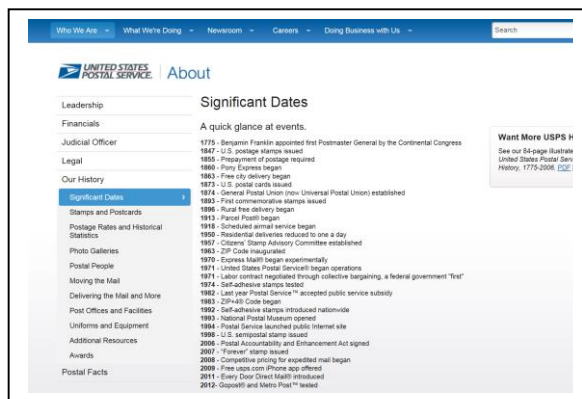 Who We Are What We're Doing Newsroom Careers Doing Business with Us Search
UNITED STATES
POSTAL SERVICE. About
Leadership
Financials
Judicial Officer
Legal
Our History
Significant Dates
Stamps and Postcards
Postage Rates and Historical
Statistics
Photo Galleries
Postal People
Moving the Mail
Delivering the Mail and More
Post Offices and Facilities
Uniforms and Equipment
Additional Resources
Awards
Postal Facts
Significant Dates
A quick glance at events.
1775 - Benjamin Franklin appointed first Postmaster General by the Continental Congress
1847 - U.S. postage stamps issued
1855 - Prepayment of postage required
1860 - Pony Express began
1863 - Free city delivery began
1873 - U.S. postal cards issued
1874 - General Postal Union (now Universal Postal Union) established
1893 - First commemorative stamps issued
1896 - Rural free delivery began
1913 - Parcel Post® began
1918 - Scheduled airmail service began
1950 - Residential deliveries reduced to one a day
1957 - Citizens' Stamp Advisory Committee established
1963 - ZIP Code inaugurated
1970 - Express Mail® began experimentally
1971 - United States Postal Service® began operations
1971 - Labor contract negotiated through collective bargaining, a federal government "first"
1974 - Self-adhesive stamps tested
1982 - Last year Postal Service™ accepted public service subsidy
1983 - ZIP+4® Code began
1992 - Self-adhesive stamps introduced nationwide
1993 - National Postal Museum opened
1994 - Postal Service launched public Internet site
1998 - U.S. semipostal stamp issued
2006 - Postal Accountability and Enhancement Act signed
2007 - "Forever" stamp issued
2008 - Competitive pricing for expedited mail began
2009 - Free usps.com iPhone app offered
2011 - Every Door Direct Mail® introduced
2012- Gopost® and Metro Post™ tested
Want More USPS H
See our 84-page illustrate
United States Postal Serv
History, 1775-2006. PDF